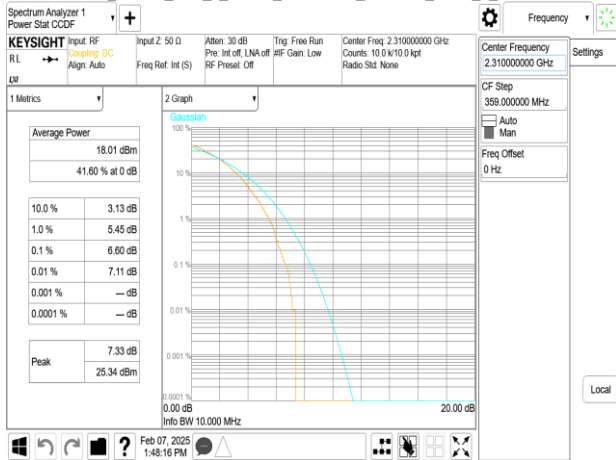 Spectrum Analyzer 1
Power Stat CCDF
Frequency
KEYSIGHT
RL
LXI
Input: RF
Coupling: DC
Align: Auto
Input Z: 50 Ω
Freq Ref: Int (S)
Atten: 30 dB
Pre: Int off, LNA off
RF Presel: Off
Trig: Free Run
#IF Gain: Low
Center Freq: 2.310000000 GHz
Counts: 10.0 k/10.0 kpt
Radio Std: None
Center Frequency
2.310000000 GHz
Settings
CF Step
359.000000 MHz
Auto
Man
Freq Offset
0 Hz
Local
1 Metrics
Average Power
18.01 dBm
41.60 % at 0 dB
10.0 % 3.13 dB
1.0 % 5.45 dB
0.1 % 6.60 dB
0.01 % 7.11 dB
0.001 % --- dB
0.0001 % --- dB
Peak
7.33 dB
25.34 dBm
2 Graph
Gaussian
100 %
10 %
1 %
0.1 %
0.01 %
0.001 %
0.0001 %
0.00 dB 20.00 dB
Info BW 10.000 MHz
?
Feb 07, 2025
1:48:16 PM